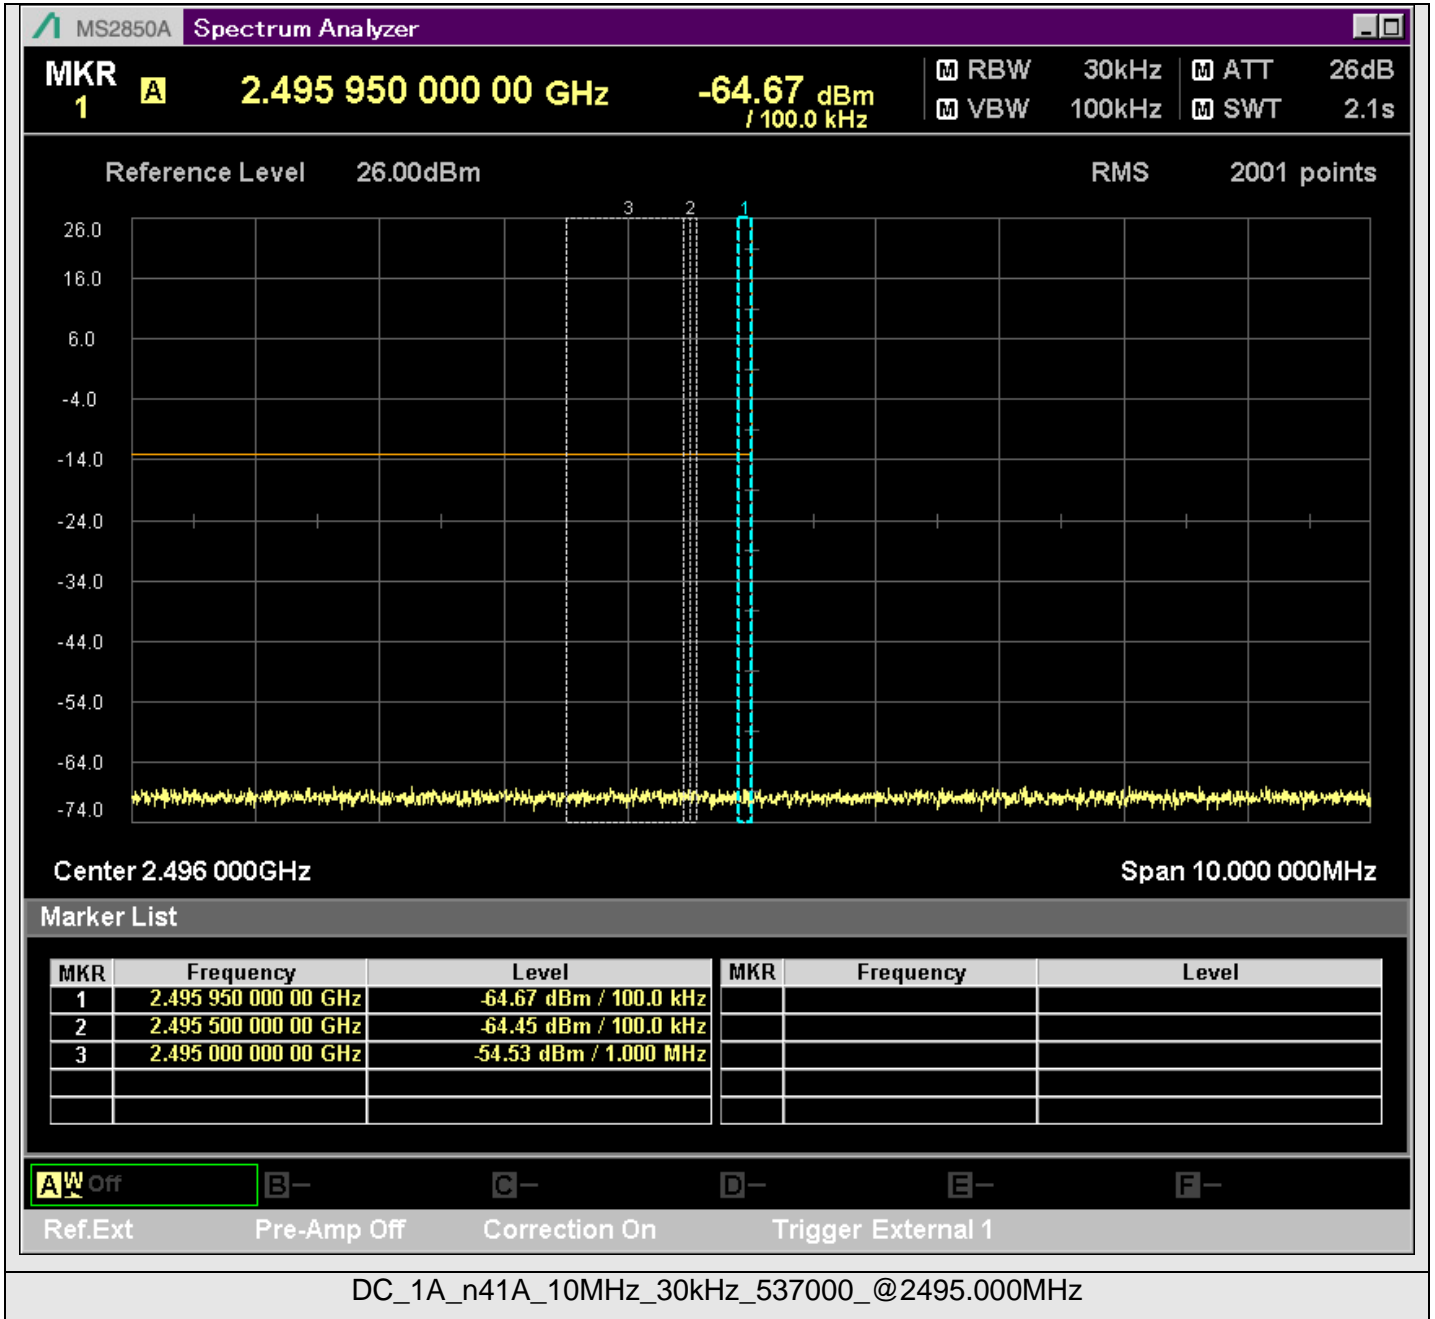 MS2850A Spectrum Analyzer
MKR 1 A 2.495 950 000 00 GHz -64.67 dBm / 100.0 kHz
M RBW 30kHz M ATT 26dB
M VBW 100kHz M SWT 2.1s
Reference Level 26.00dBm RMS 2001 points
3 2 1
26.0
16.0
6.0
-4.0
-14.0
-24.0
-34.0
-44.0
-54.0
-64.0
-74.0
Center 2.496 000GHz Span 10.000 000MHz
Marker List
MKR Frequency Level MKR Frequency Level
1 2.495 950 000 00 GHz -64.67 dBm / 100.0 kHz
2 2.495 500 000 00 GHz -64.45 dBm / 100.0 kHz
3 2.495 000 000 00 GHz -54.53 dBm / 1.000 MHz
A W Off B - C - D - E - F -
Ref.Ext Pre-Amp Off Correction On Trigger External 1
DC_1A_n41A_10MHz_30kHz_537000_@2495.000MHz